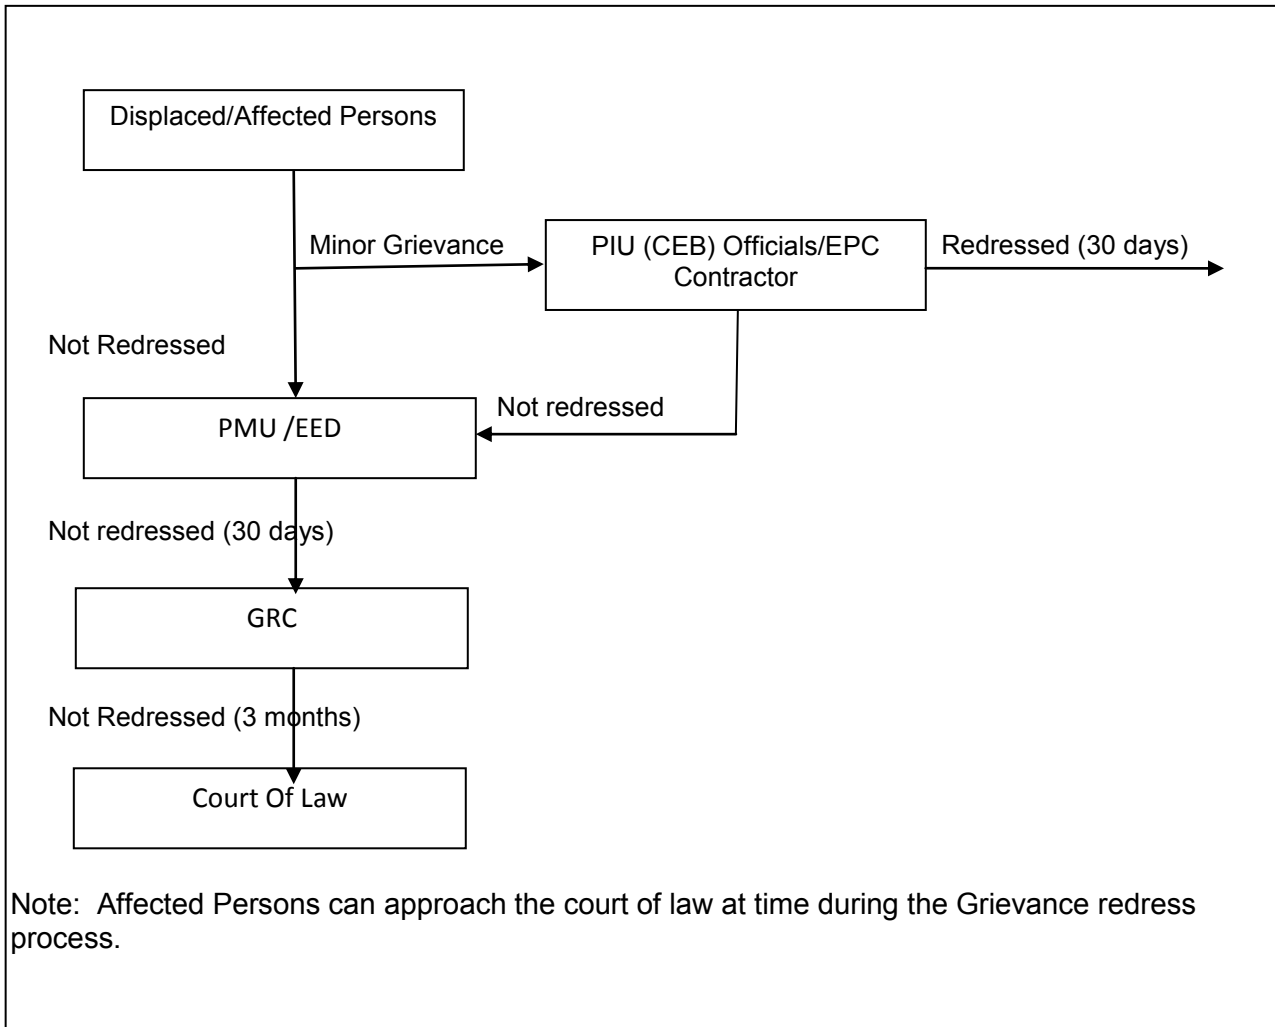 Displaced/Affected Persons
Minor Grievance
PIU (CEB) Officials/EPC
Contractor
Redressed (30 days)
Not Redressed
PMU /EED
Not redressed
Not redressed (30 days)
GRC
Not Redressed (3 months)
Court Of Law
Note:  Affected Persons can approach the court of law at time during the Grievance redress
process.